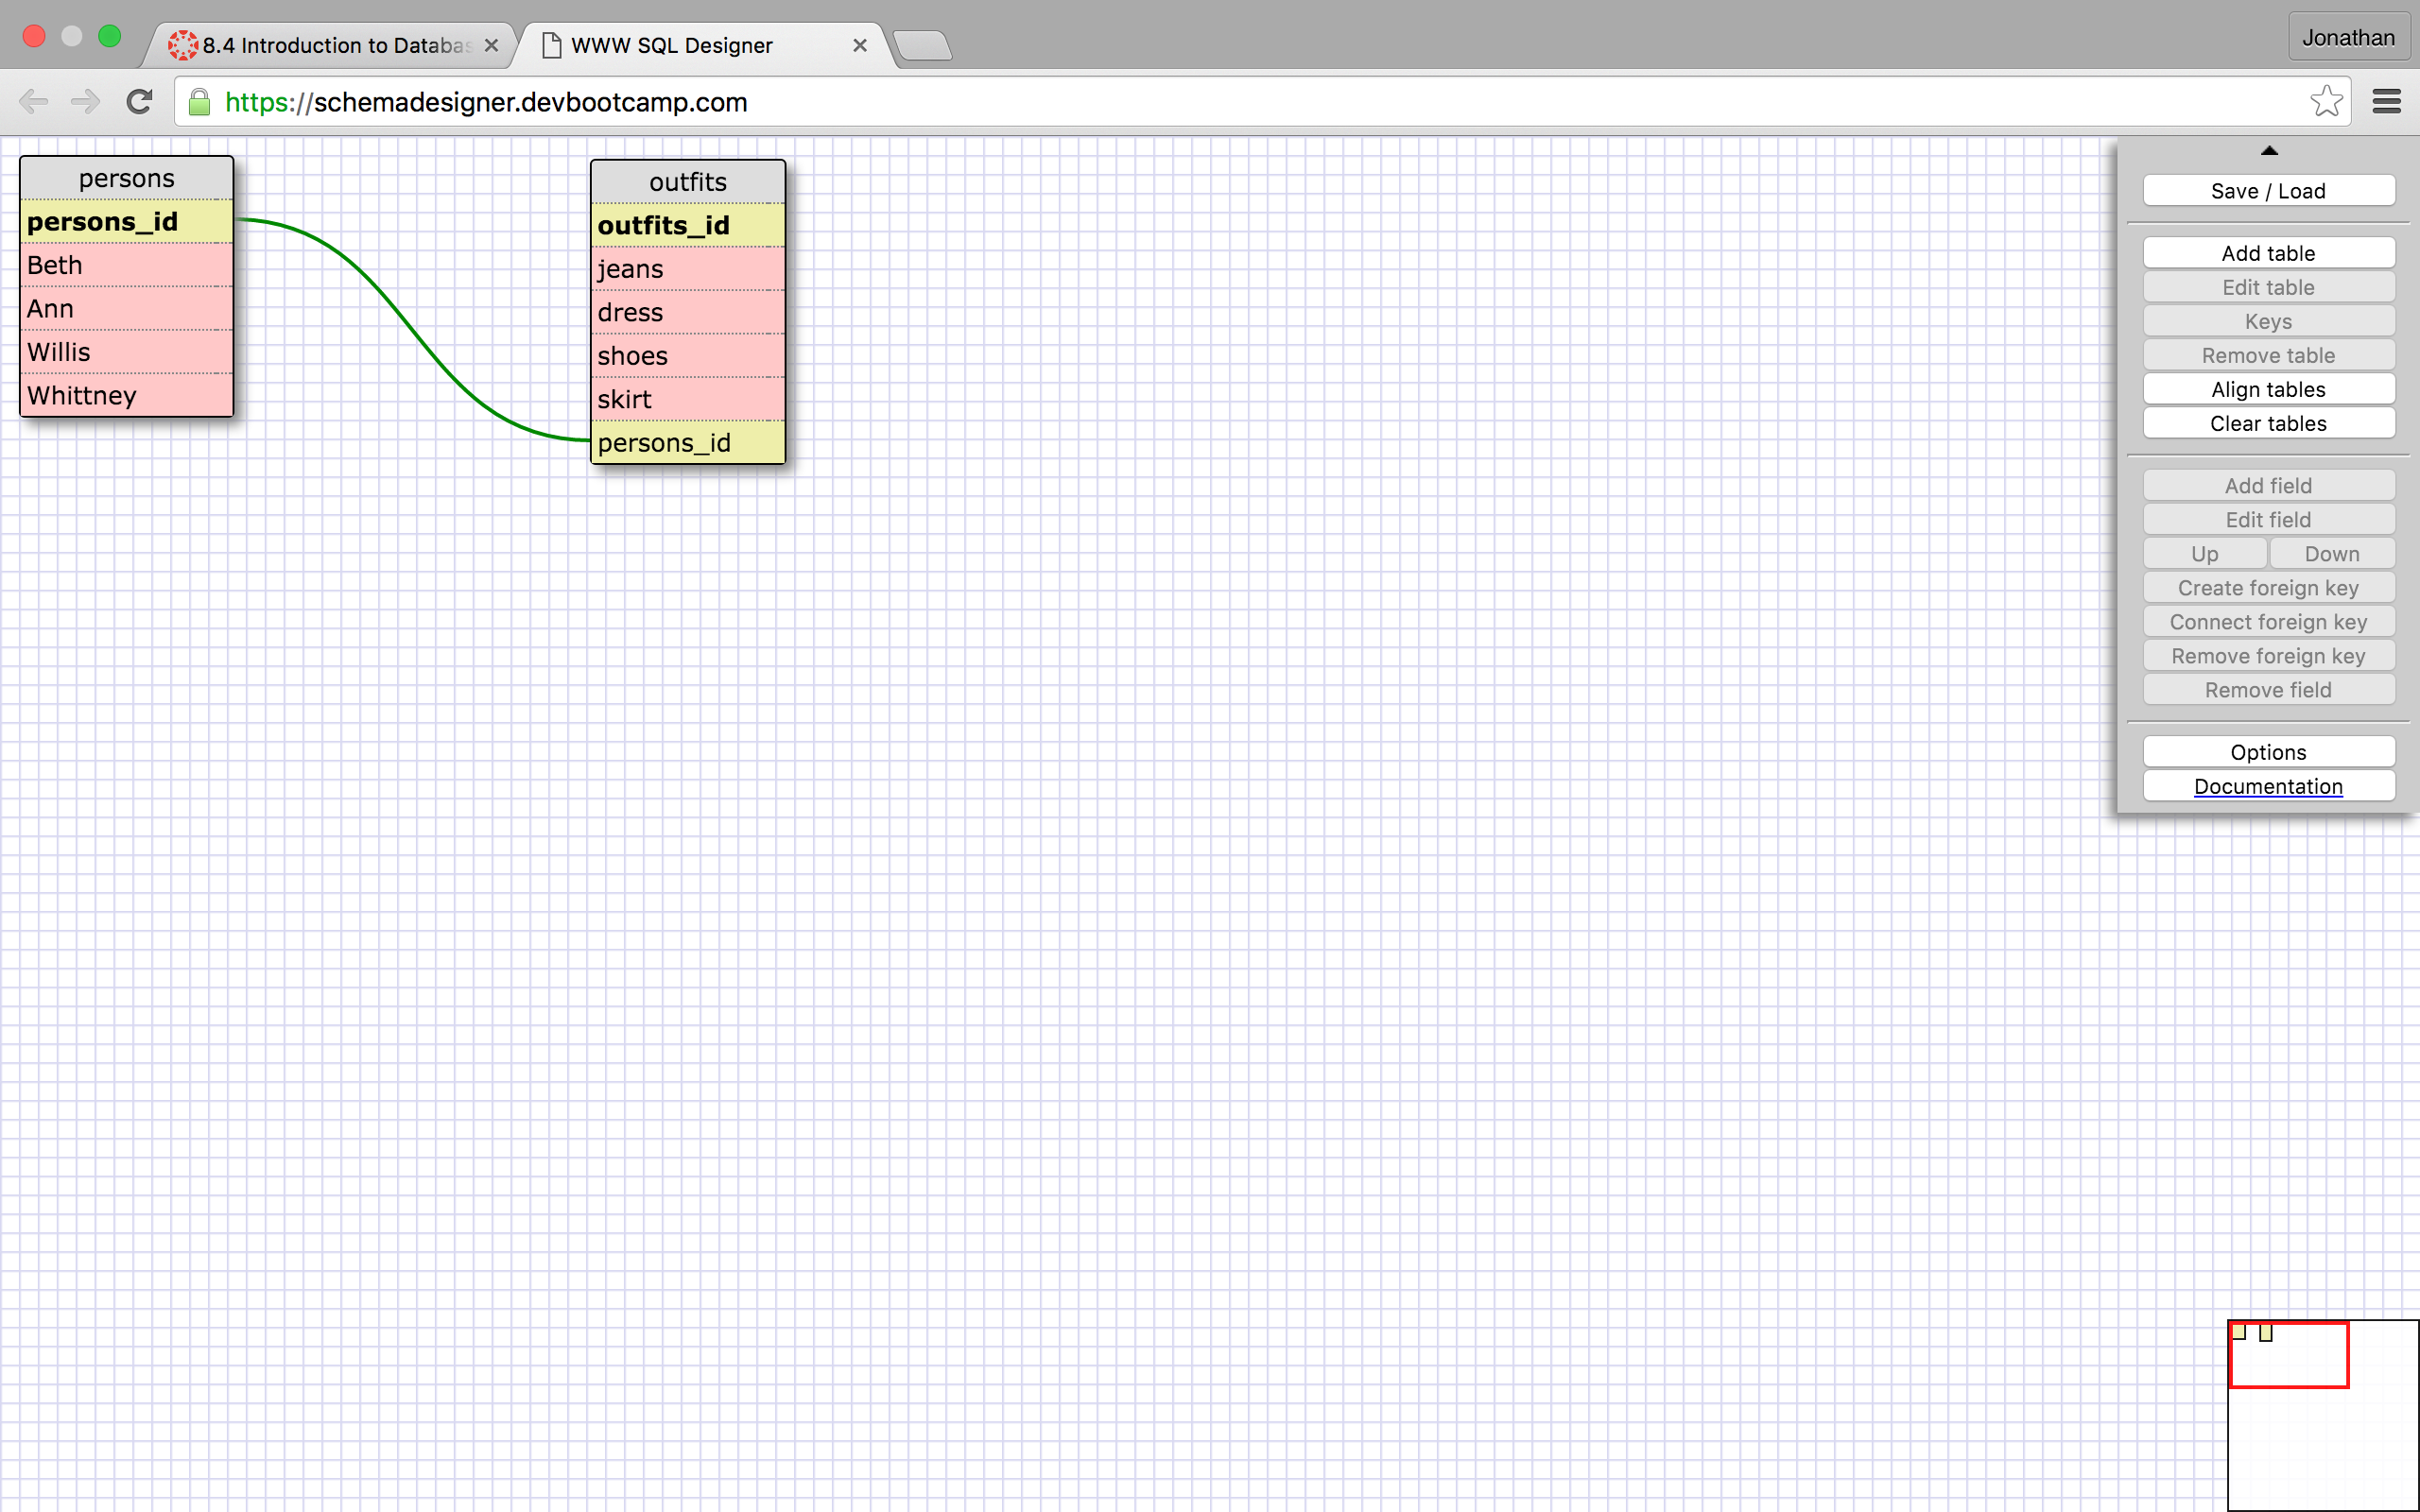 8.4 Introduction to Databas
WWW SQL Designer
Jonathan
https://schemadesigner.devbootcamp.com
persons
persons_id
Beth
Ann
Willis
Whittney
outfits
outfits_id
jeans
dress
shoes
skirt
persons_id
Save / Load
Add table
Edit table
Keys
Remove table
Align tables
Clear tables
Add field
Edit field
Up Down
Create foreign key
Connect foreign key
Remove foreign key
Remove field
Options
Documentation